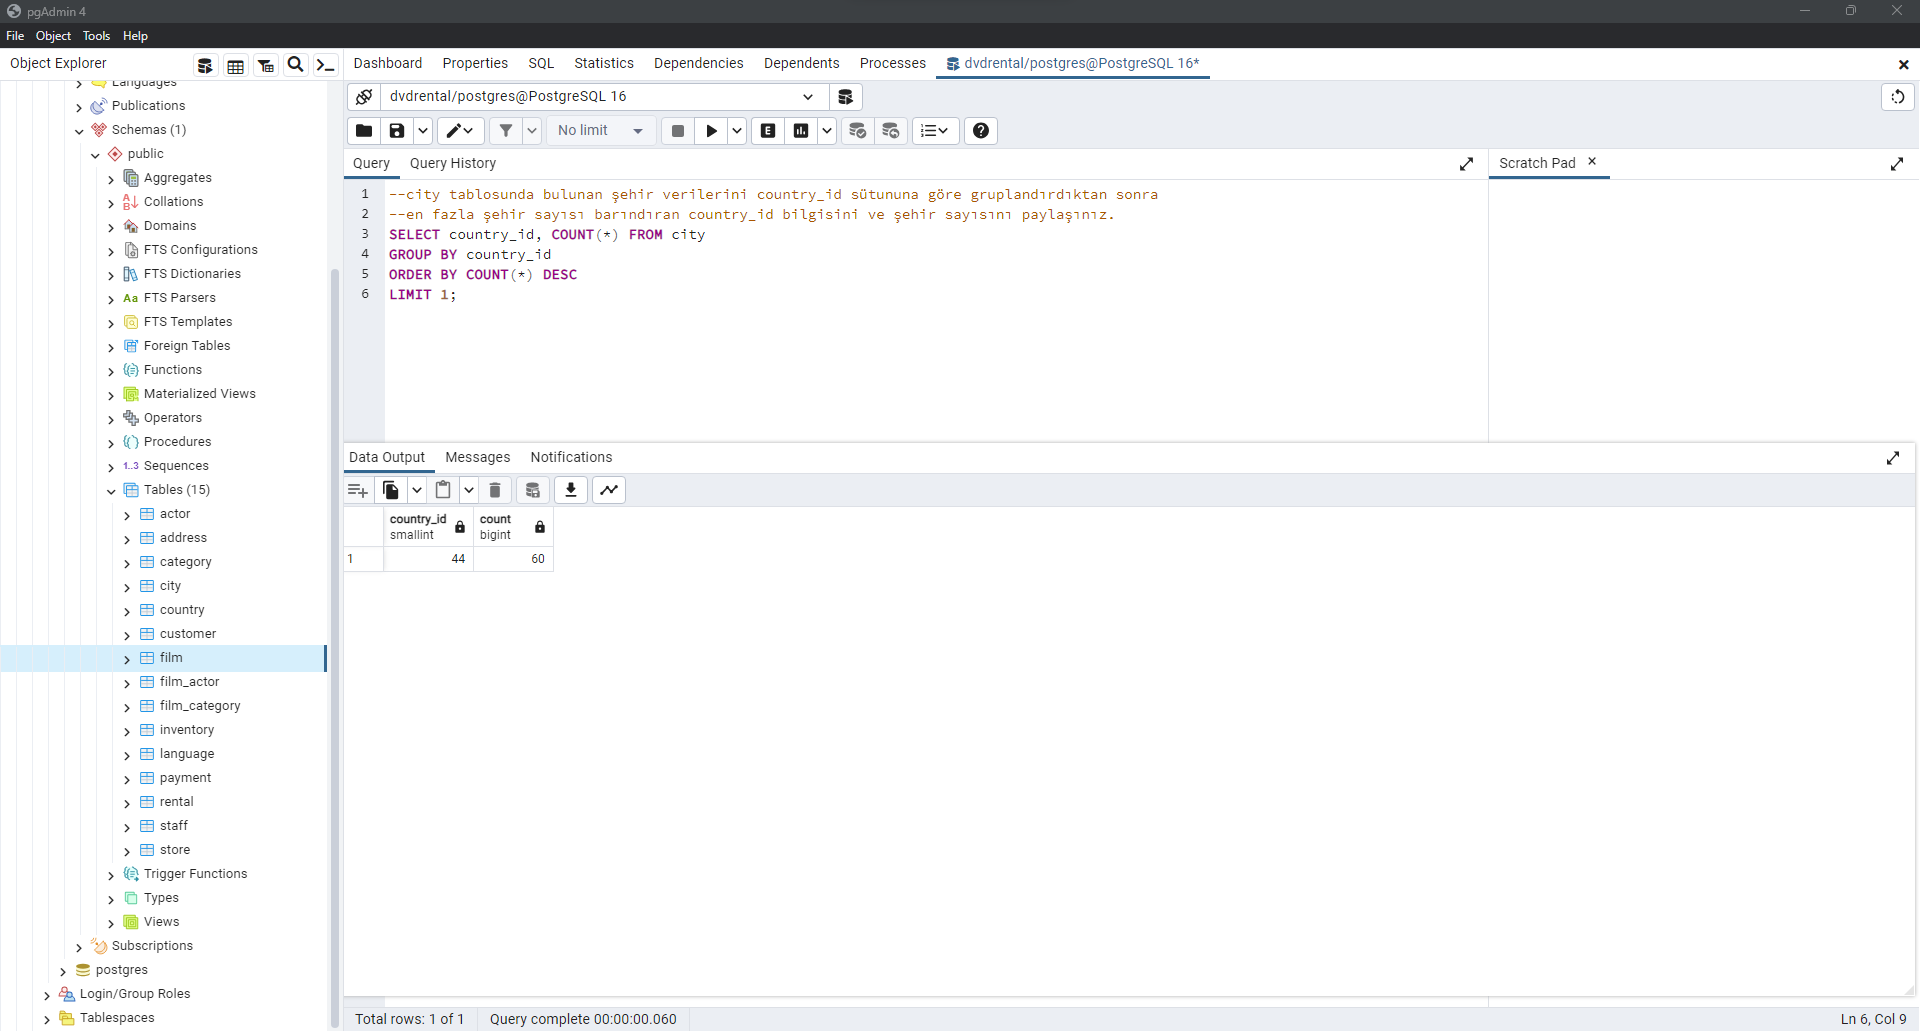 pgAdmin 4
File Object Tools Help
Object Explorer
Dashboard Properties SQL Statistics Dependencies Dependents Processes dvdrental/postgres@PostgreSQL 16*
Languages
Publications
Schemas (1)
public
Aggregates
Collations
Domains
FTS Configurations
FTS Dictionaries
Aa FTS Parsers
FTS Templates
Foreign Tables
Functions
Materialized Views
Operators
Procedures
1..3 Sequences
Tables (15)
actor
address
category
city
country
customer
film
film_actor
film_category
inventory
language
payment
rental
staff
store
Trigger Functions
Types
Views
Subscriptions
postgres
Login/Group Roles
Tablespaces
dvdrental/postgres@PostgreSQL 16
No limit
E
Query Query History
Scratch Pad
1 --city tablosunda bulunan şehir verilerini country_id sütununa göre gruplandırdıktan sonra
2 --en fazla şehir sayısı barındıran country_id bilgisini ve şehir sayısını paylaşınız.
3 SELECT country_id, COUNT(*) FROM city
4 GROUP BY country_id
5 ORDER BY COUNT(*) DESC
6 LIMIT 1;
Data Output Messages Notifications
country_id count
smallint bigint
1 44 60
Total rows: 1 of 1 Query complete 00:00:00.060 Ln 6, Col 9